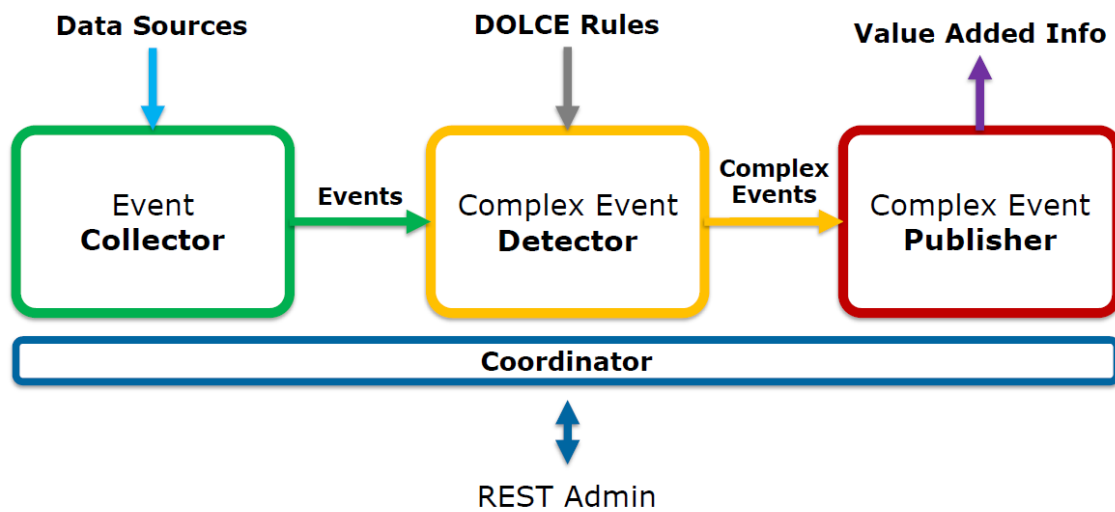 Data Sources
DOLCE Rules
Value Added Info
Event
Collector
Events
Complex Event
Detector
Complex
Events
Complex Event
Publisher
Coordinator
REST Admin